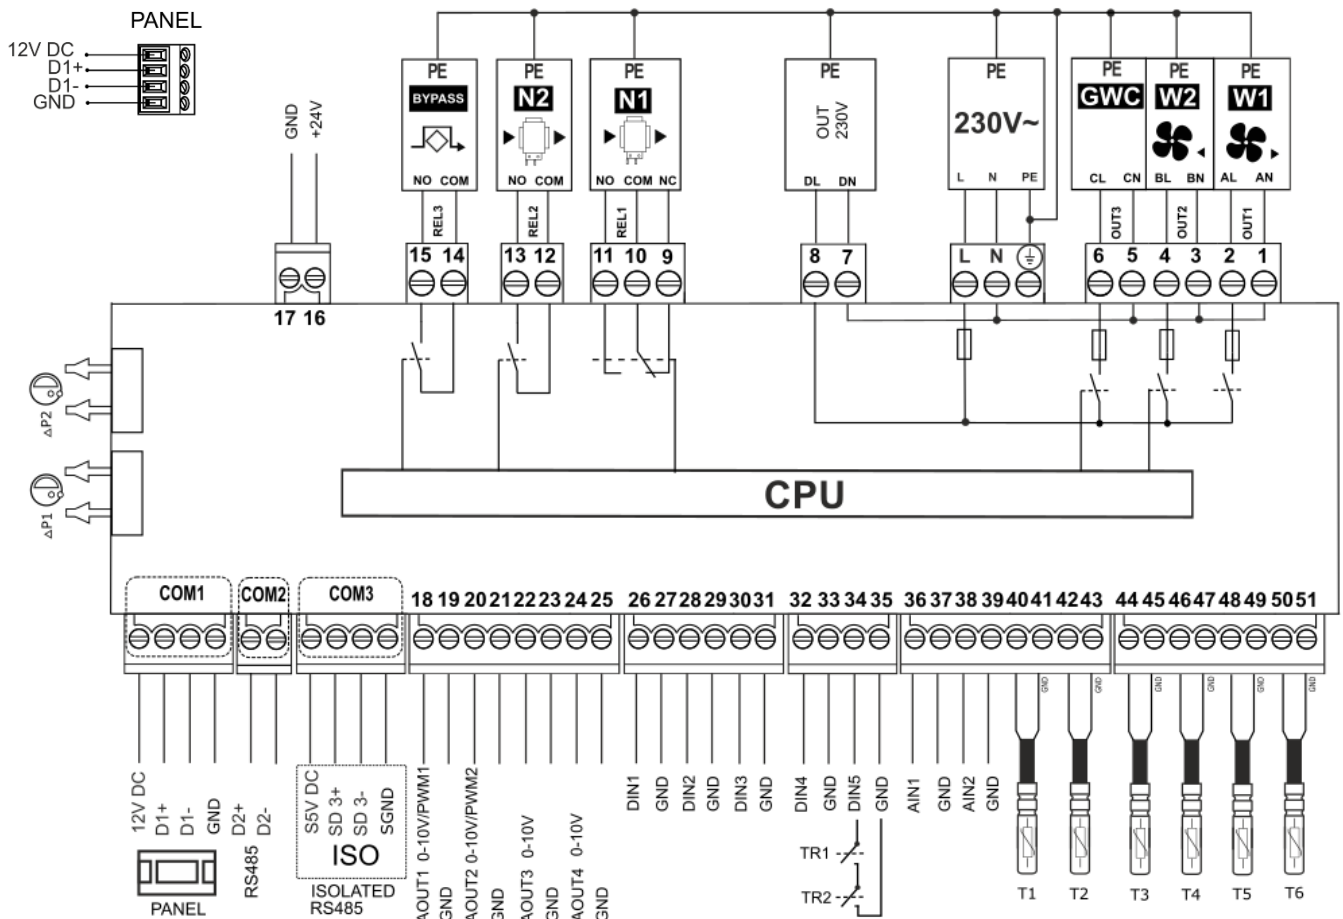 PANEL
12V DC
D1+
D1-
GND
GND
+24V
PE
BYPASS
NO COM
REL3
PE
N2
NO COM
REL2
PE
N1
NO COM NC
REL1
OUT
230V
DL DN
PE
230V~
L N PE
PE
GWC
CL CN
OUT3
PE
W2
BL BN
OUT2
PE
W1
AL AN
OUT1
15 14
13 12
11 10 9
8 7
L N
6 5 4 3 2 1
17 16
△P2
△P1
CPU
COM1
COM2
COM3
18 19 20 21 22 23 24 25
26 27 28 29 30 31
32 33 34 35
36 37 38 39 40 41 42 43
44 45 46 47 48 49 50 51
12V DC
D1+
D1-
GND
PANEL
D2+
D2-
RS485
S5V DC
SD 3+
SD 3-
SGND
ISO
ISOLATED
RS485
AOUT1 0-10V/PWM1
GND
AOUT2 0-10V/PWM2
GND
AOUT3 0-10V
GND
AOUT4 0-10V
GND
DIN1
GND
DIN2
GND
DIN3
GND
DIN4
GND
DIN5
GND
TR1
TR2
AIN1
GND
AIN2
GND
GND
GND
GND
GND
GND
GND
T1
T2
T3
T4
T5
T6